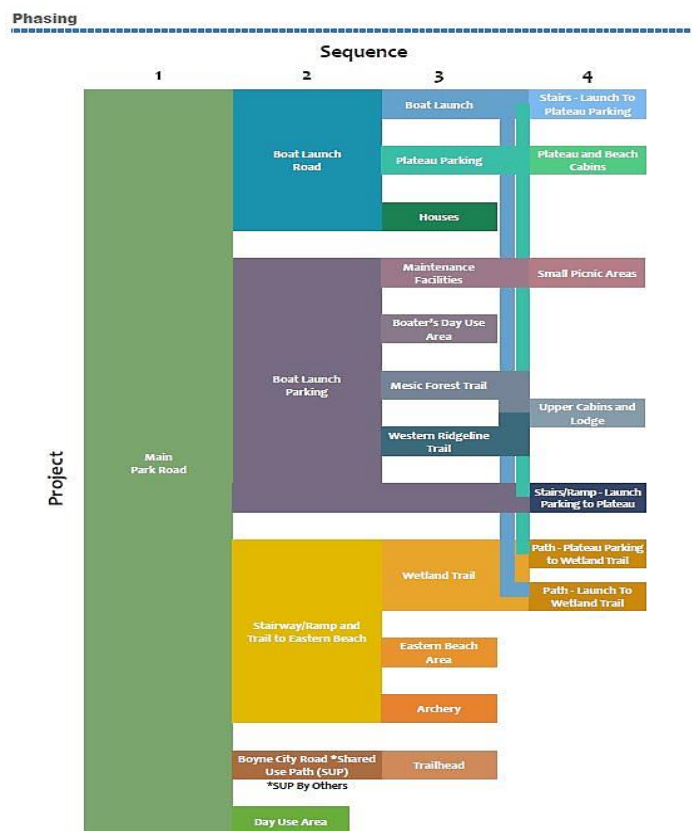 Phasing
Sequence
1 2 3 4
Project
Main
Park Road
Boat Launch
Road
Boat Launch
Stairs - Launch To
Plateau Parking
Plateau Parking
Plateau and Beach
Cabins
Houses
Boat Launch
Parking
Maintenance
Facilities
Small Picnic Areas
Boater's Day Use
Area
Mesic Forest Trail
Upper Cabins and
Lodge
Western Ridgeline
Trail
Stairs/Ramp - Launch
Parking to Plateau
Stairway/Ramp and
Trail to Eastern Beach
Wetland Trail
Path - Plateau Parking
to Wetland Trail
Path - Launch To
Wetland Trail
Eastern Beach
Area
Archery
Boyne City Road *Shared
Use Path (SUP)
*SUP By Others
Trailhead
Day Use Area